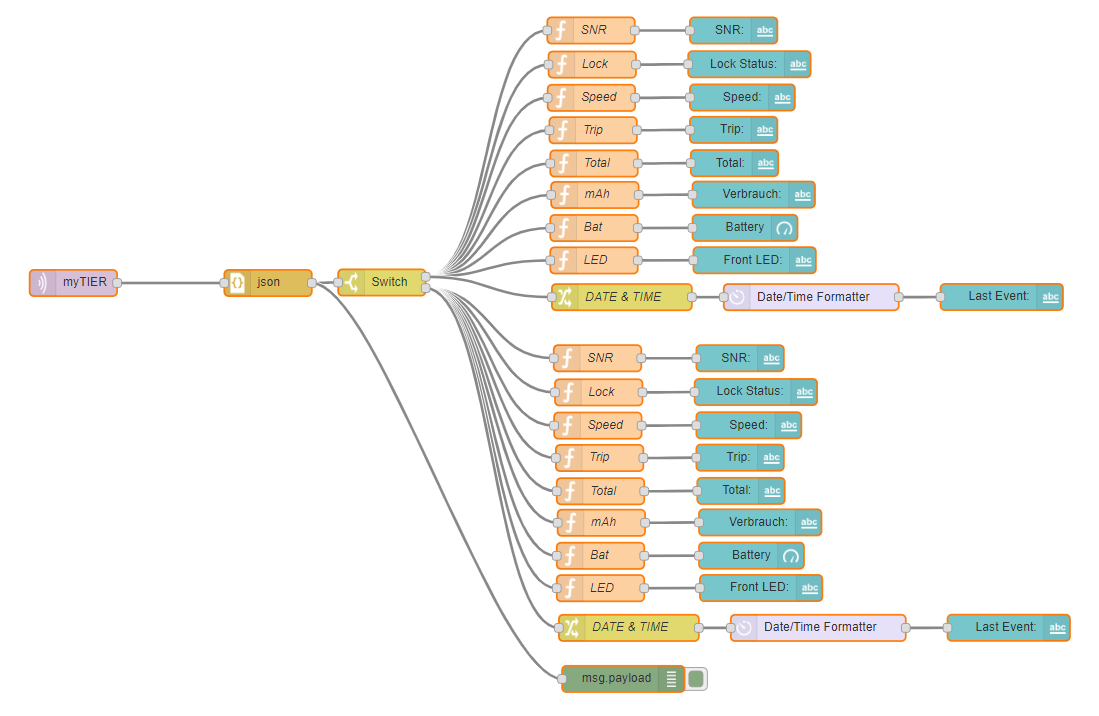 SNR SNR: abc
Lock Lock Status: abc
Speed Speed: abc
Trip Trip: abc
Total Total: abc
mAh Verbrauch: abc
Bat Battery
LED Front LED: abc
myTIER {} json Switch
DATE & TIME Date/Time Formatter Last Event: abc
SNR SNR: abc
Lock Lock Status: abc
Speed Speed: abc
Trip Trip: abc
Total Total: abc
mAh Verbrauch: abc
Bat Battery
LED Front LED: abc
DATE & TIME Date/Time Formatter Last Event: abc
msg.payload